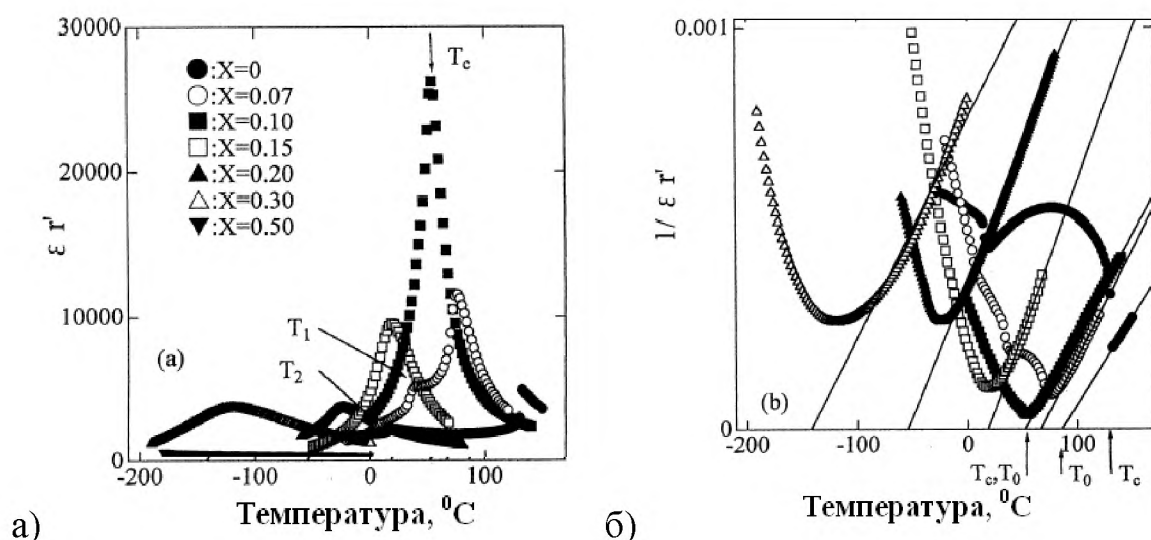 30000
20000
10000
0
ε r'
-200
-100
0
100
Температура, ⁰C
●:X=0
○:X=0.07
■:X=0.10
□:X=0.15
▲:X=0.20
△:X=0.30
▼:X=0.50
T_c
T_1
T_2
(a)
а)
0.001
0
1/ε r'
-200
-100
0
100
(b)
T_c,T_0
T_0
T_c
Температура, ⁰C
б)